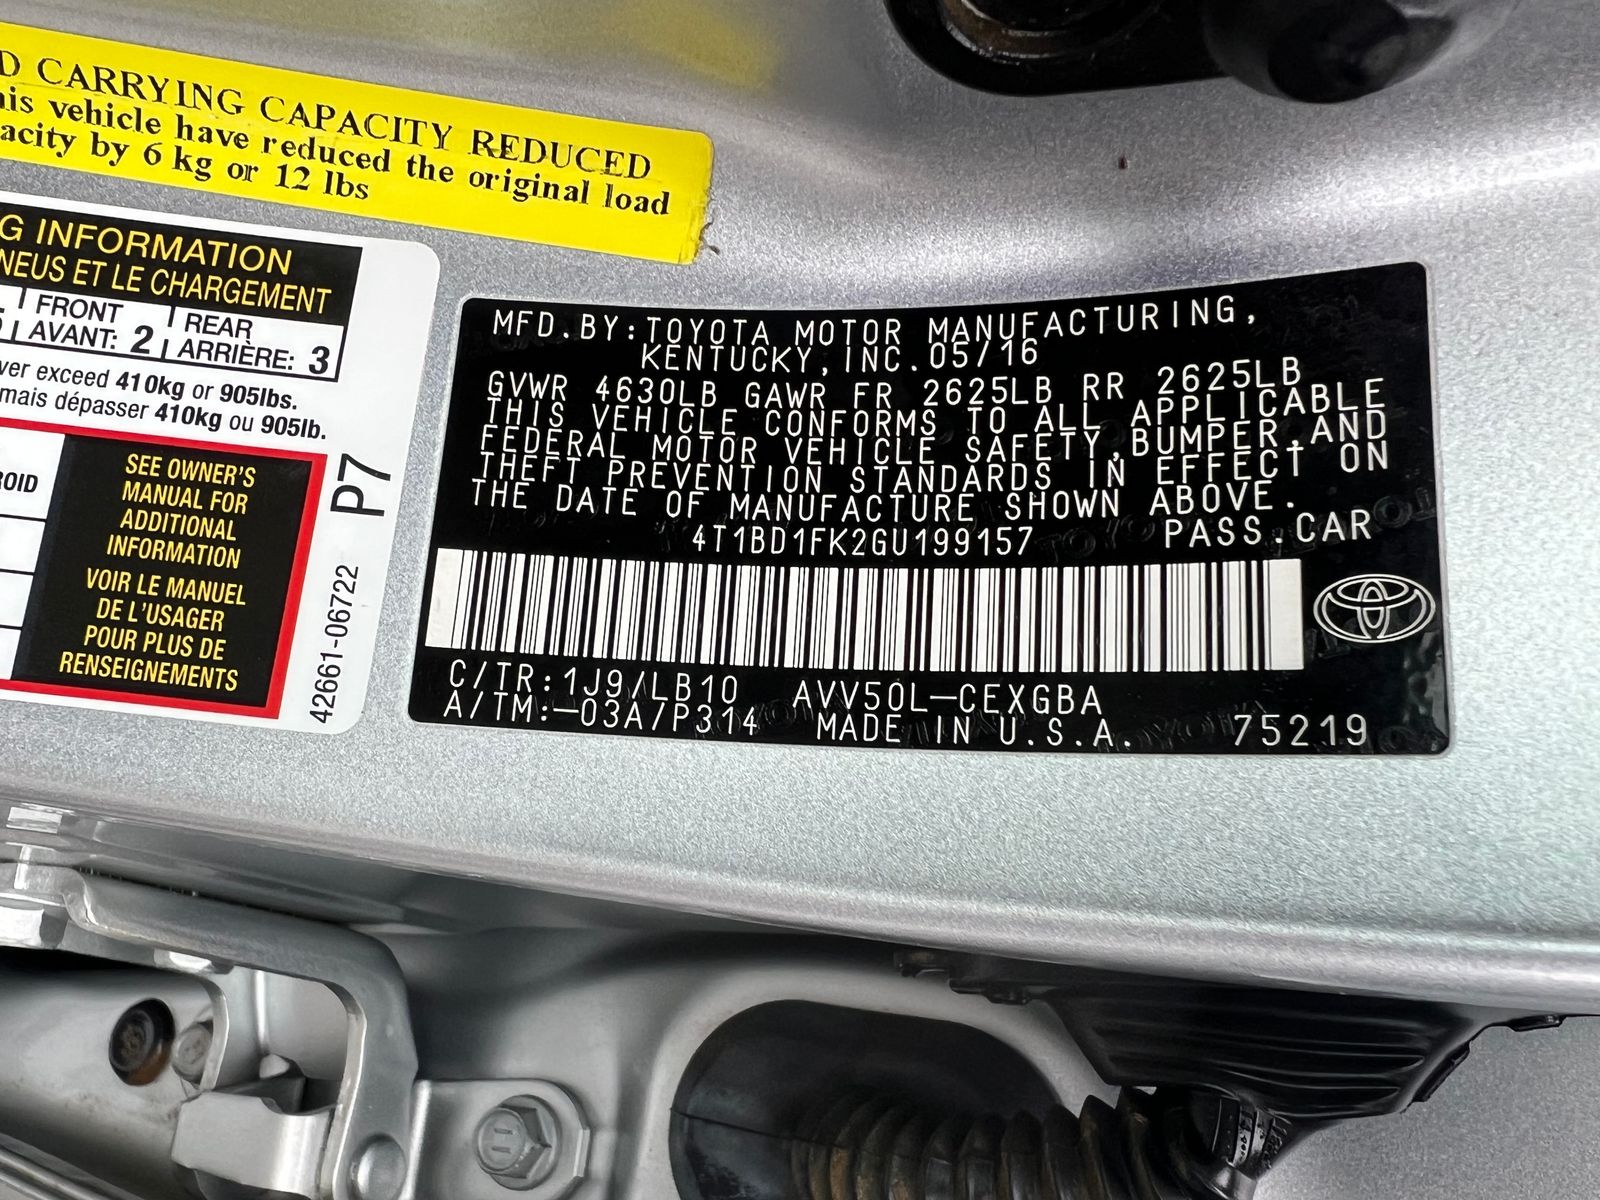 D CARRYING CAPACITY REDUCED
his vehicle have reduced the original load
acity by 6 kg or 12 lbs
G INFORMATION
NEUS ET LE CHARGEMENT
FRONT
AVANT: 2
REAR
ARRIÈRE: 3
ver exceed 410kg or 905lbs.
mais dépasser 410kg ou 905lb.
OID
SEE OWNER'S
MANUAL FOR
ADDITIONAL
INFORMATION
VOIR LE MANUEL
DE L'USAGER
POUR PLUS DE
RENSEIGNEMENTS
P7
42661-06722
MFD.BY:TOYOTA MOTOR MANUFACTURING,
KENTUCKY,INC.05/16
GVWR 4630LB GAWR FR 2625LB RR 2625LB
THIS VEHICLE CONFORMS TO ALL APPLICABLE
FEDERAL MOTOR VEHICLE SAFETY,BUMPER,AND
THEFT PREVENTION STANDARDS IN EFFECT ON
THE DATE OF MANUFACTURE SHOWN ABOVE.
4T1BD1FK2GU199157 PASS.CAR
C/TR:1J9/LB10 AVV50L-CEXGBA
A/TM:-03A/P314 MADE IN U.S.A. 75219